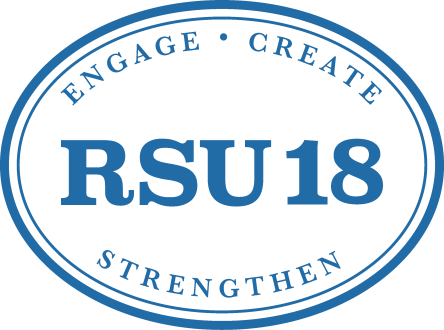 ENGAGE • CREATE
RSU 18
STRENGTHEN